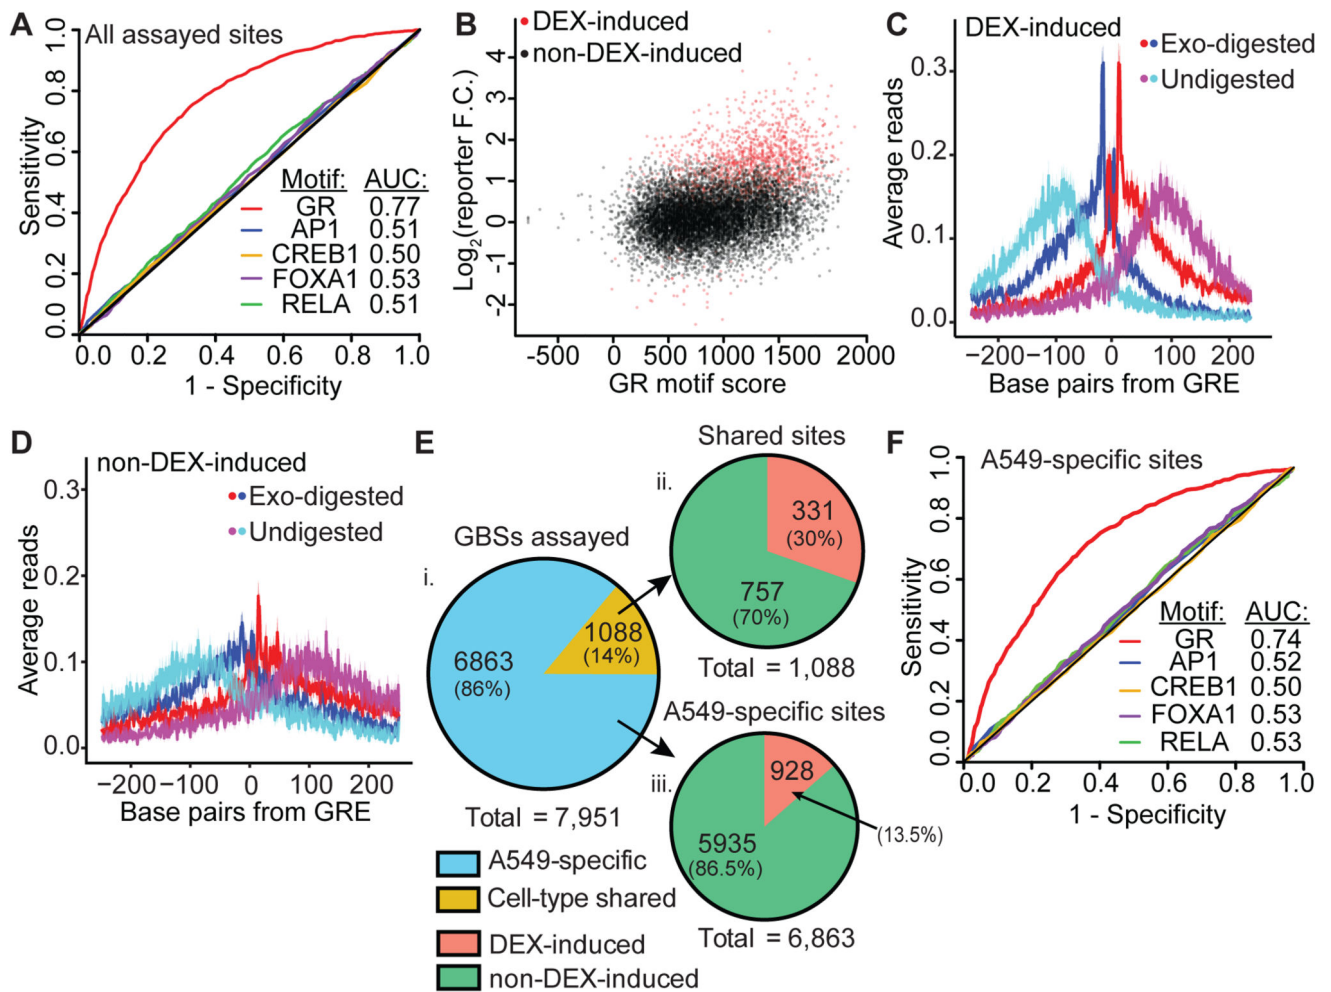 A
All assayed sites
Sensitivity
1.0
0.8
0.6
0.4
0.2
0.0
Motif: AUC:
GR 0.77
AP1 0.51
CREB1 0.50
FOXA1 0.53
RELA 0.51
0.0 0.2 0.4 0.6 0.8 1.0
1 - Specificity
B
DEX-induced
non-DEX-induced
Log2(reporter F.C.)
4
3
2
1
0
-1
-2
-500 0 500 1000 1500 2000
GR motif score
C
DEX-induced
Exo-digested
Undigested
Average reads
0.3
0.2
0.1
0.0
−200 −100 0 100 200
Base pairs from GRE
D
non-DEX-induced
Exo-digested
Undigested
Average reads
0.3
0.2
0.1
0.0
−200 −100 0 100 200
Base pairs from GRE
E
GBSs assayed
i.
6863
(86%)
1088
(14%)
Total = 7,951
Shared sites
ii.
331
(30%)
757
(70%)
Total = 1,088
A549-specific sites
iii.
928
(13.5%)
5935
(86.5%)
Total = 6,863
A549-specific
Cell-type shared
DEX-induced
non-DEX-induced
F
A549-specific sites
Sensitivity
1.0
0.8
0.6
0.4
0.2
0.0
Motif: AUC:
GR 0.74
AP1 0.52
CREB1 0.50
FOXA1 0.53
RELA 0.53
0.0 0.2 0.4 0.6 0.8 1.0
1 - Specificity